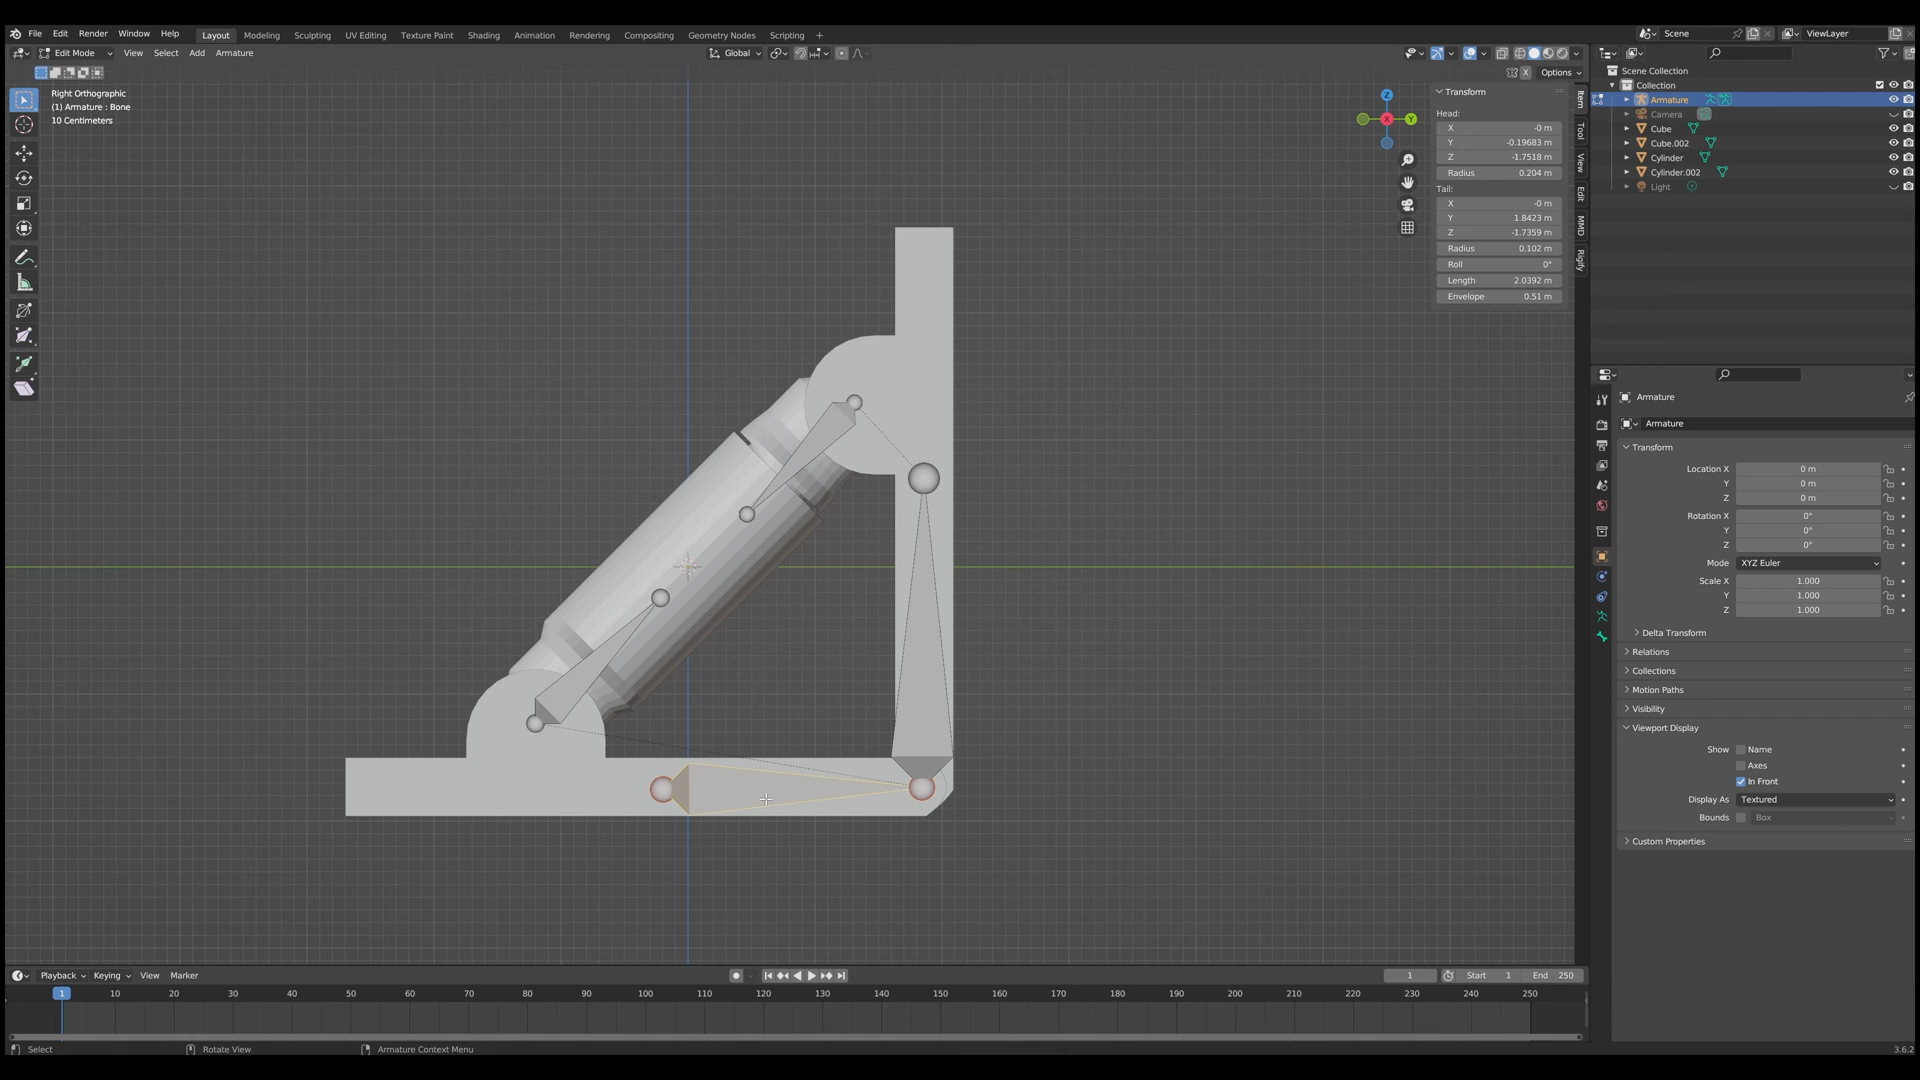 File Edit Render Window Help Layout Modeling Sculpting UV Editing Texture Paint Shading Animation Rendering Compositing Geometry Nodes Scripting + Scene ViewLayer
Edit Mode View Select Add Armature Global
Options
Right Orthographic
(1) Armature : Bone
10 Centimeters
Z
X
Y
Transform
Head:
X -0 m
Y -0.19683 m
Z -1.7518 m
Radius 0.204 m
Tail:
X -0 m
Y 1.8423 m
Z -1.7359 m
Radius 0.102 m
Roll 0°
Length 2.0392 m
Envelope 0.51 m
Item
Tool
View
Edit
MMD
Rigify
Scene Collection
Collection
Armature
Camera
Cube
Cube.002
Cylinder
Cylinder.002
Light
Armature
Armature
Transform
Location X 0 m
Y 0 m
Z 0 m
Rotation X 0°
Y 0°
Z 0°
Mode XYZ Euler
Scale X 1.000
Y 1.000
Z 1.000
Delta Transform
Relations
Collections
Motion Paths
Visibility
Viewport Display
Show Name
Axes
In Front
Display As Textured
Bounds Box
Custom Properties
Playback Keying View Marker 1 Start 1 End 250
1 10 20 30 40 50 60 70 80 90 100 110 120 130 140 150 160 170 180 190 200 210 220 230 240 250
Select Rotate View Armature Context Menu 3.6.2